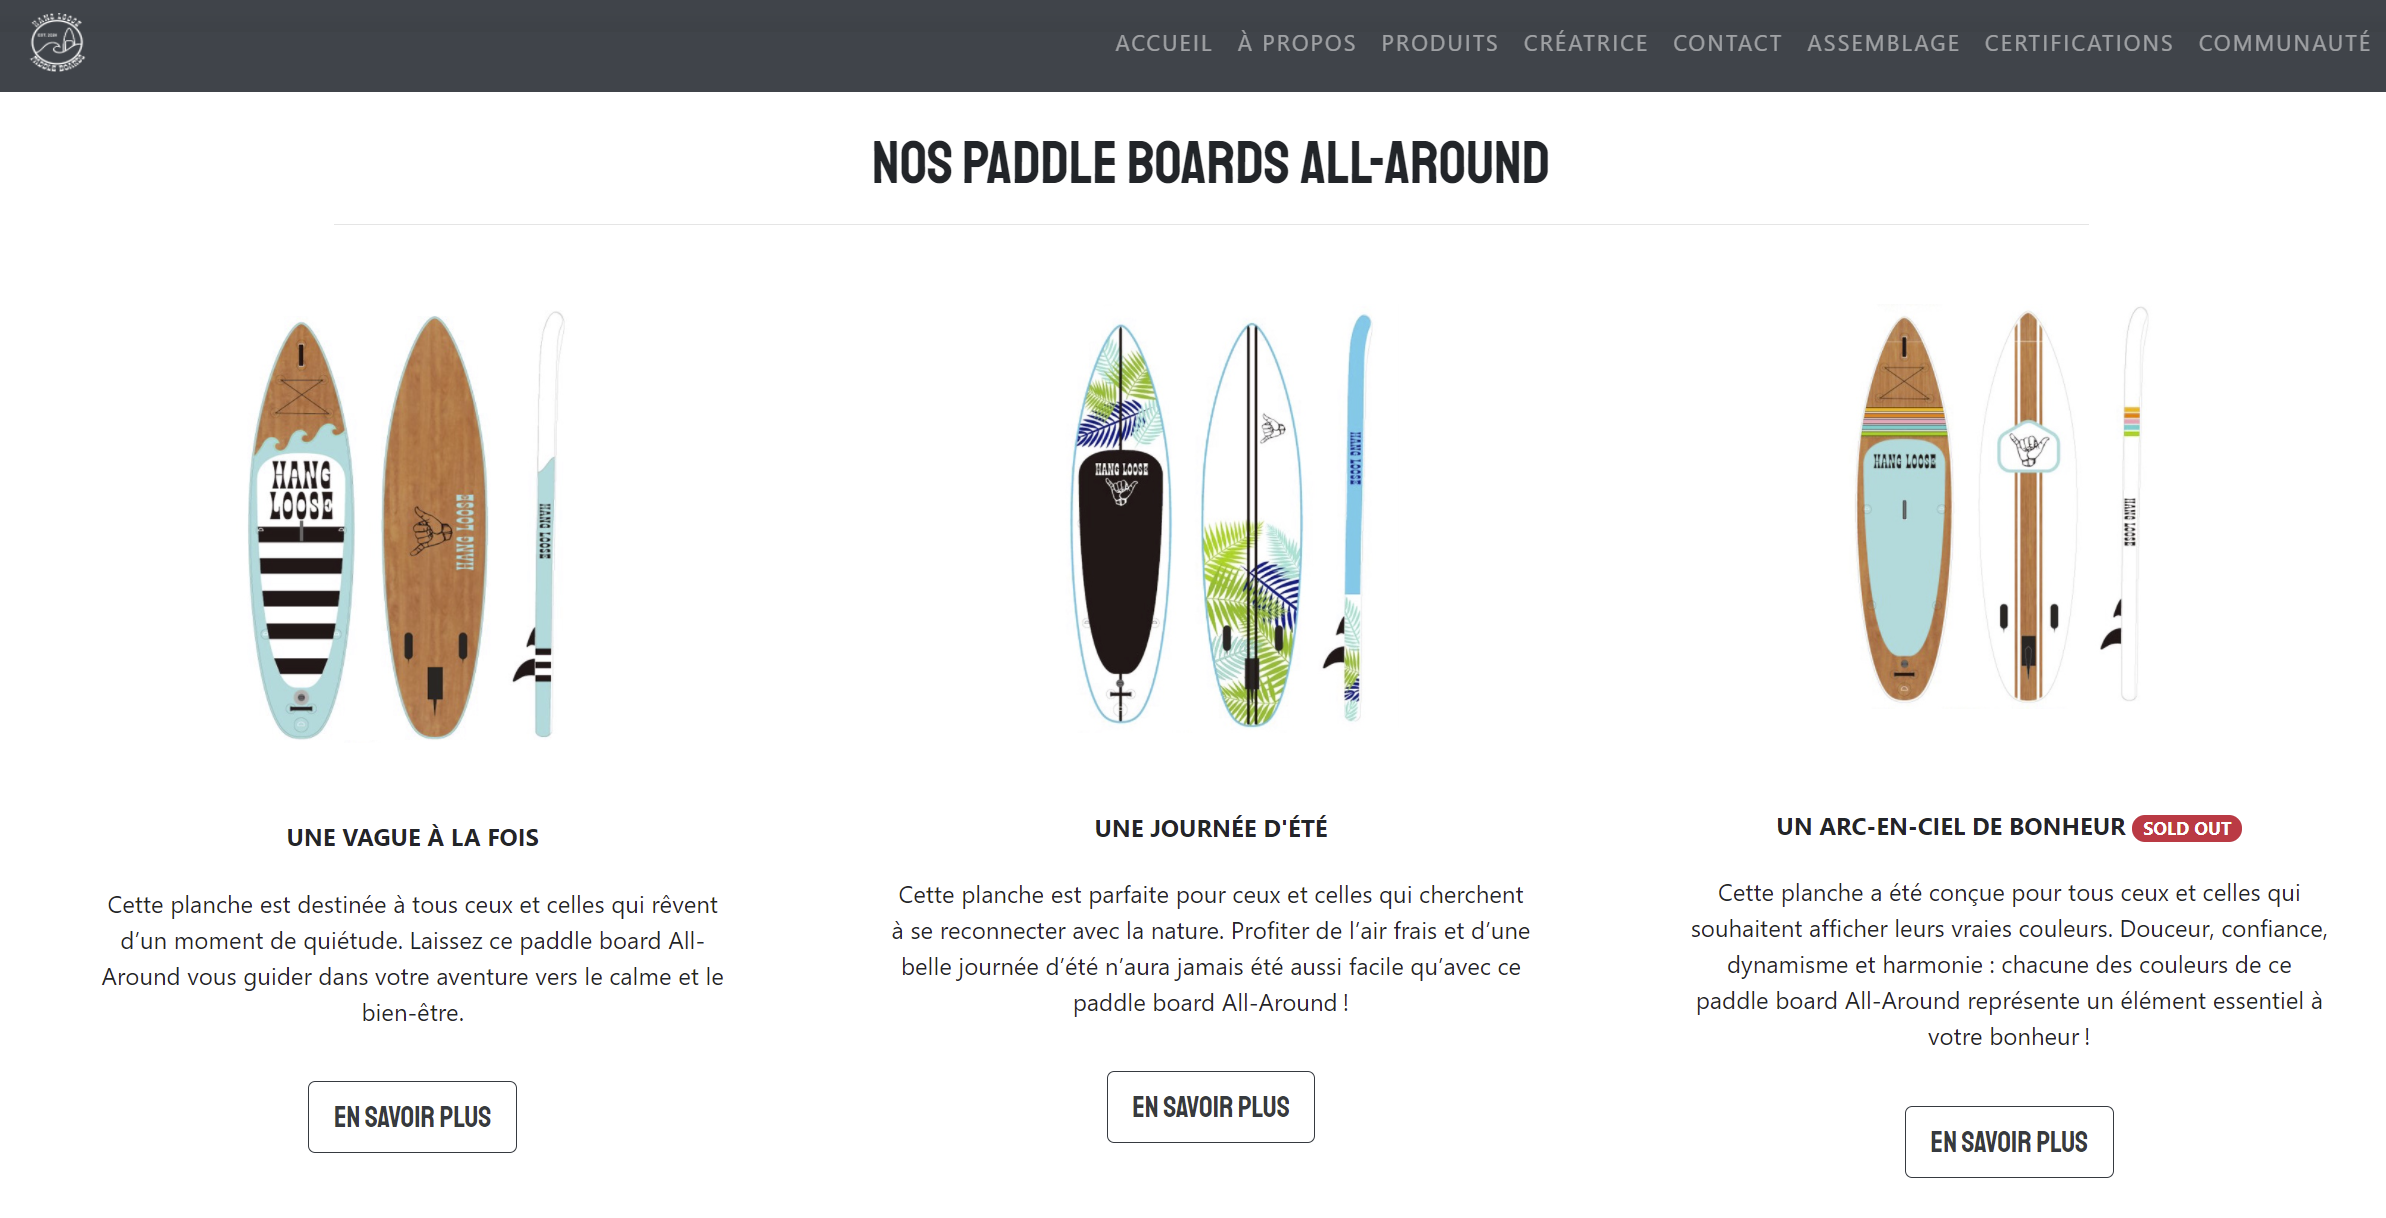 HANG LOOSE
EST. 2020
PADDLE BOARDS
ACCUEIL À PROPOS PRODUITS CRÉATRICE CONTACT ASSEMBLAGE CERTIFICATIONS COMMUNAUTÉ
NOS PADDLE BOARDS ALL-AROUND
HANG
LOOSE
HANG LOOSE
HANG LOOSE
HANG LOOSE
HANG LOOSE
HANG LOOSE
HANG LOOSE
UNE VAGUE À LA FOIS
Cette planche est destinée à tous ceux et celles qui rêvent
d’un moment de quiétude. Laissez ce paddle board All-
Around vous guider dans votre aventure vers le calme et le
bien-être.
EN SAVOIR PLUS
UNE JOURNÉE D'ÉTÉ
Cette planche est parfaite pour ceux et celles qui cherchent
à se reconnecter avec la nature. Profiter de l’air frais et d’une
belle journée d’été n’aura jamais été aussi facile qu’avec ce
paddle board All-Around !
EN SAVOIR PLUS
UN ARC-EN-CIEL DE BONHEUR SOLD OUT
Cette planche a été conçue pour tous ceux et celles qui
souhaitent afficher leurs vraies couleurs. Douceur, confiance,
dynamisme et harmonie : chacune des couleurs de ce
paddle board All-Around représente un élément essentiel à
votre bonheur !
EN SAVOIR PLUS